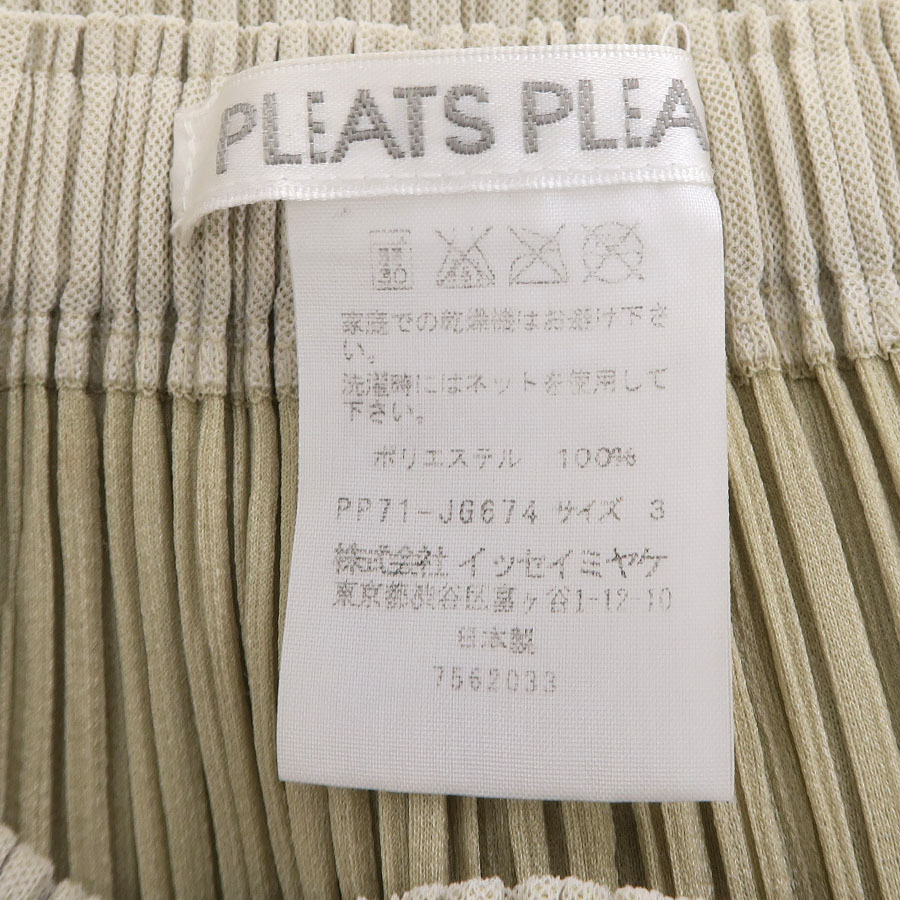 PLEATS PLEA
30
家庭での乾燥機はお避け下さ
い。
洗濯時にはネットを使用して
下さい。
ポリエステル 100%
PP71-JG674 サイズ 3
株式会社 イッセイミヤケ
東京都渋谷区富ヶ谷1-12-10
日本製
7562033